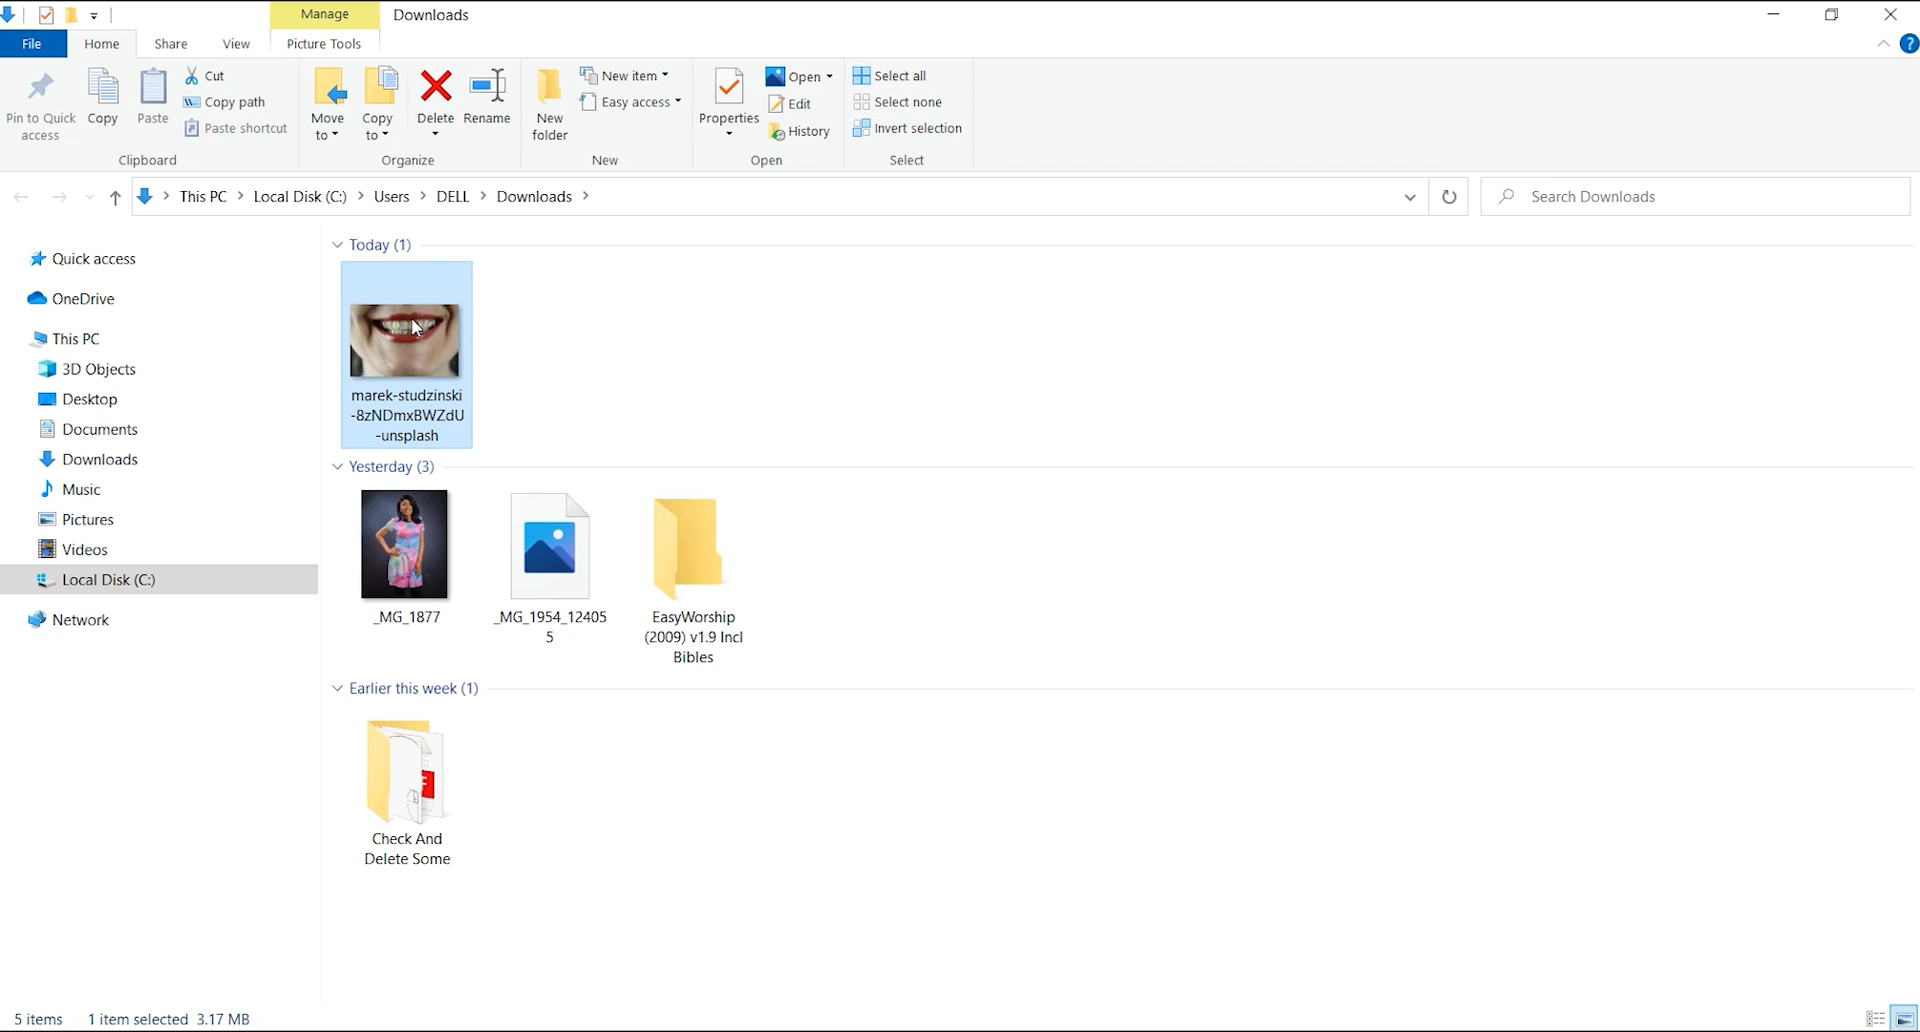 Manage
Downloads
File
Home
Share
View
Picture Tools
?
Pin to Quick
access
Copy
Paste
Cut
Copy path
Paste shortcut
Clipboard
Move
to
Copy
to
Delete
Rename
Organize
New
folder
New item
Easy access
New
Properties
Open
Edit
History
Open
Select all
Select none
Invert selection
Select
This PC
Local Disk (C:)
Users
DELL
Downloads
Search Downloads
Quick access
OneDrive
This PC
3D Objects
Desktop
Documents
Downloads
Music
Pictures
Videos
Local Disk (C:)
Network
Today (1)
marek-studzinski
-8zNDmxBWZdU
-unsplash
Yesterday (3)
_MG_1877
_MG_1954_12405
5
EasyWorship
(2009) v1.9 Incl
Bibles
Earlier this week (1)
Check And
Delete Some
5 items
1 item selected 3.17 MB